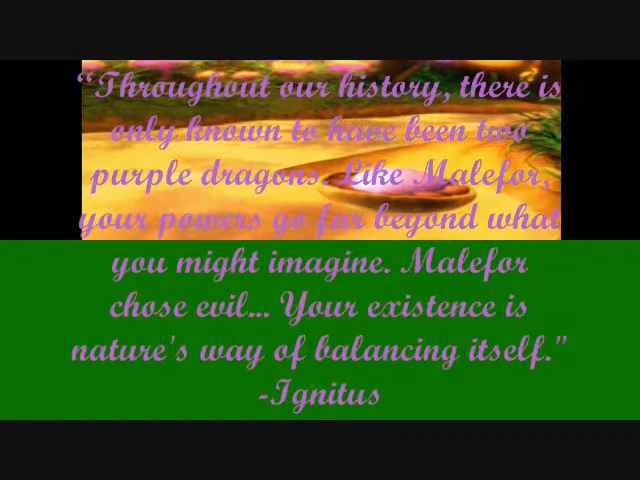 “Throughout our history, there is
only known to have been two
purple dragons. Like Malefor,
your powers go far beyond what
you might imagine. Malefor
chose evil... Your existence is
nature's way of balancing itself."
-Ignitus